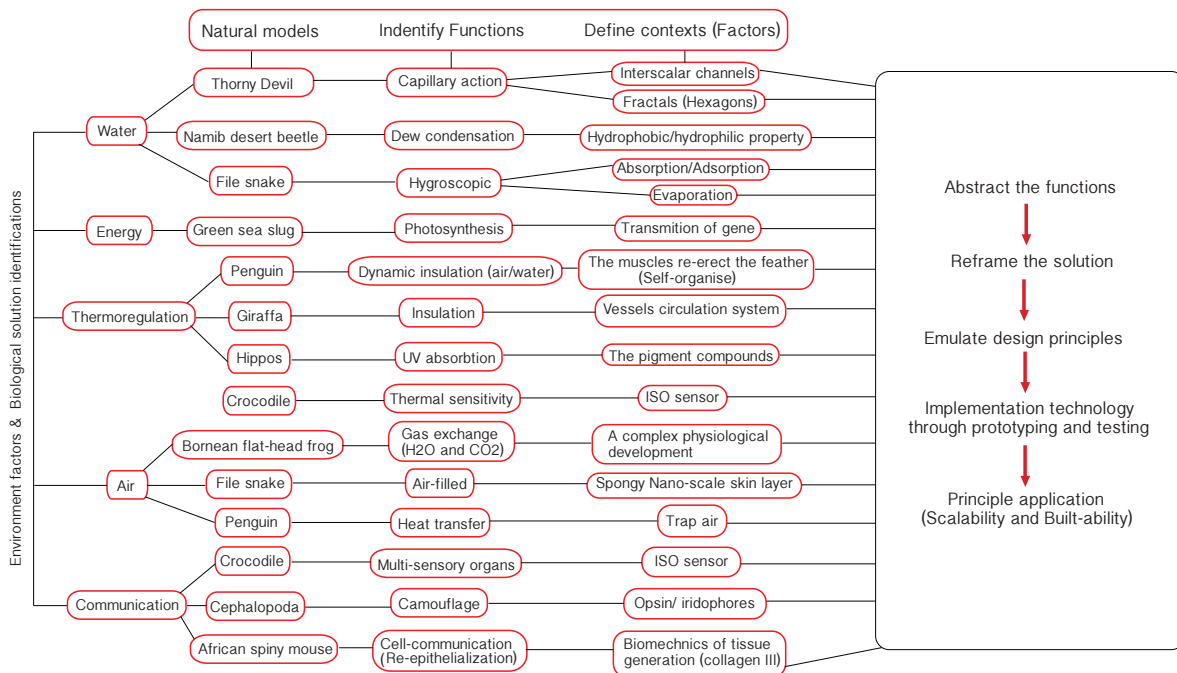 Natural models
Indentify Functions
Define contexts (Factors)
Environment factors & Biological solution identifications
Water
Thorny Devil
Capillary action
Interscalar channels
Fractals (Hexagons)
Namib desert beetle
Dew condensation
Hydrophobic/hydrophilic property
File snake
Hygroscopic
Absorption/Adsorption
Evaporation
Energy
Green sea slug
Photosynthesis
Transmition of gene
Thermoregulation
Penguin
Dynamic insulation (air/water)
The muscles re-erect the feather
(Self-organise)
Giraffa
Insulation
Vessels circulation system
Hippos
UV absorbtion
The pigment compounds
Crocodile
Thermal sensitivity
ISO sensor
Air
Bornean flat-head frog
Gas exchange
(H2O and CO2)
A complex physiological
development
File snake
Air-filled
Spongy Nano-scale skin layer
Penguin
Heat transfer
Trap air
Communication
Crocodile
Multi-sensory organs
ISO sensor
Cephalopoda
Camouflage
Opsin/ iridophores
African spiny mouse
Cell-communication
(Re-epithelialization)
Biomechnics of tissue
generation (collagen III)
Abstract the functions
Reframe the solution
Emulate design principles
Implementation technology
through prototyping and testing
Principle application
(Scalability and Built-ability)